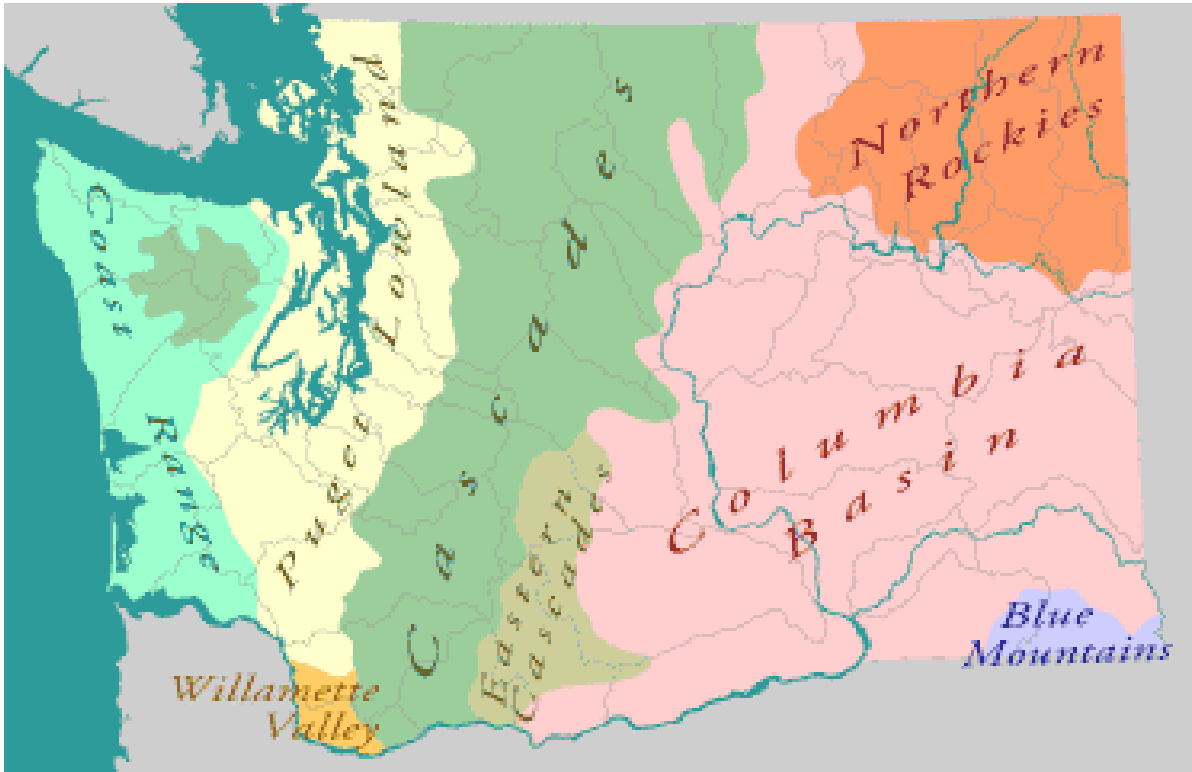 Coast
Range
Puget
Lowland
Cascades
Eastern
Cascades
Northern
Rockies
Columbia
Basin
Blue
Mountains
Willamette
Valley